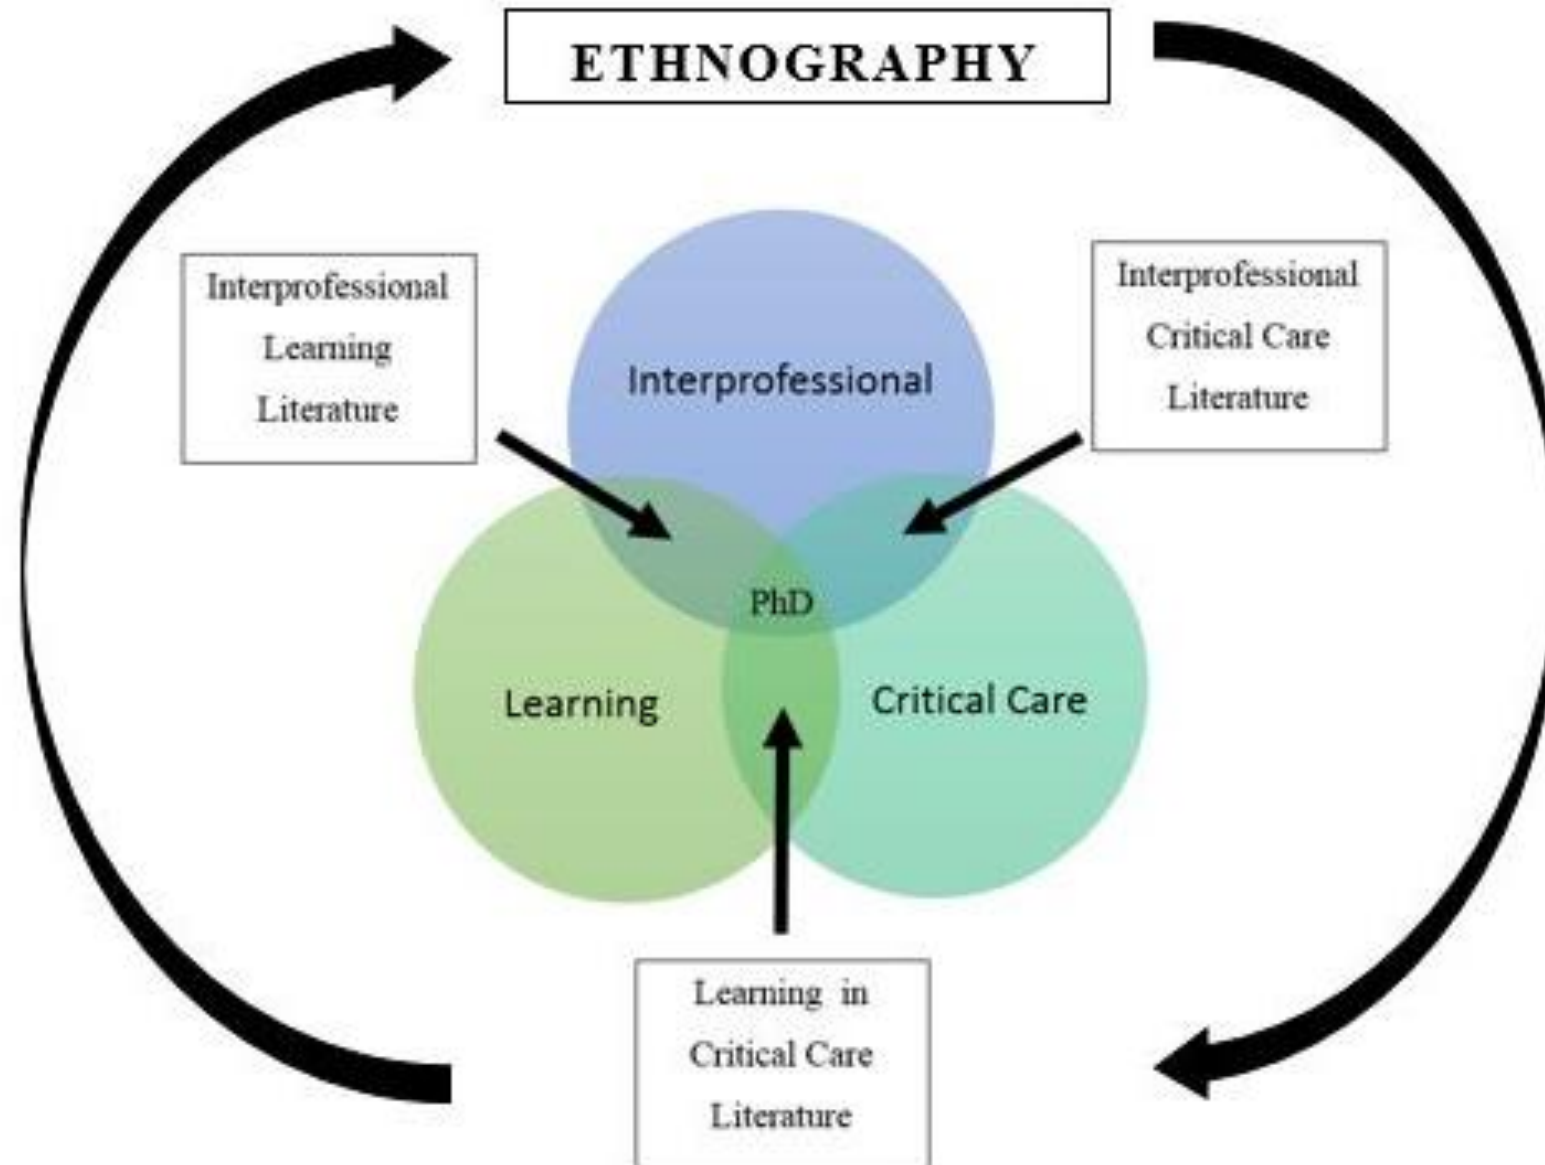 ETHNOGRAPHY
Interprofessional
Learning
Literature
Interprofessional
Critical Care
Literature
Interprofessional
PhD
Learning
Critical Care
Learning in
Critical Care
Literature